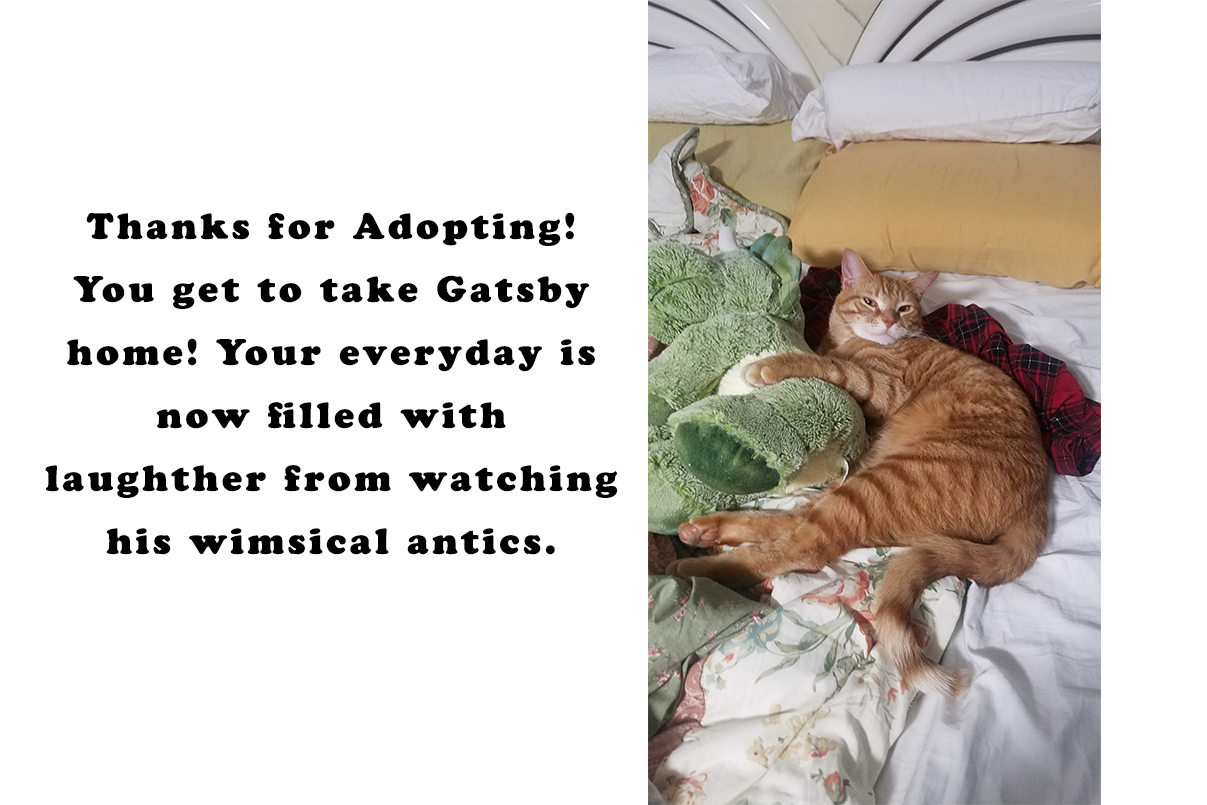 Thanks for Adopting!
You get to take Gatsby
home! Your everyday is
now filled with
laughther from watching
his wimsical antics.